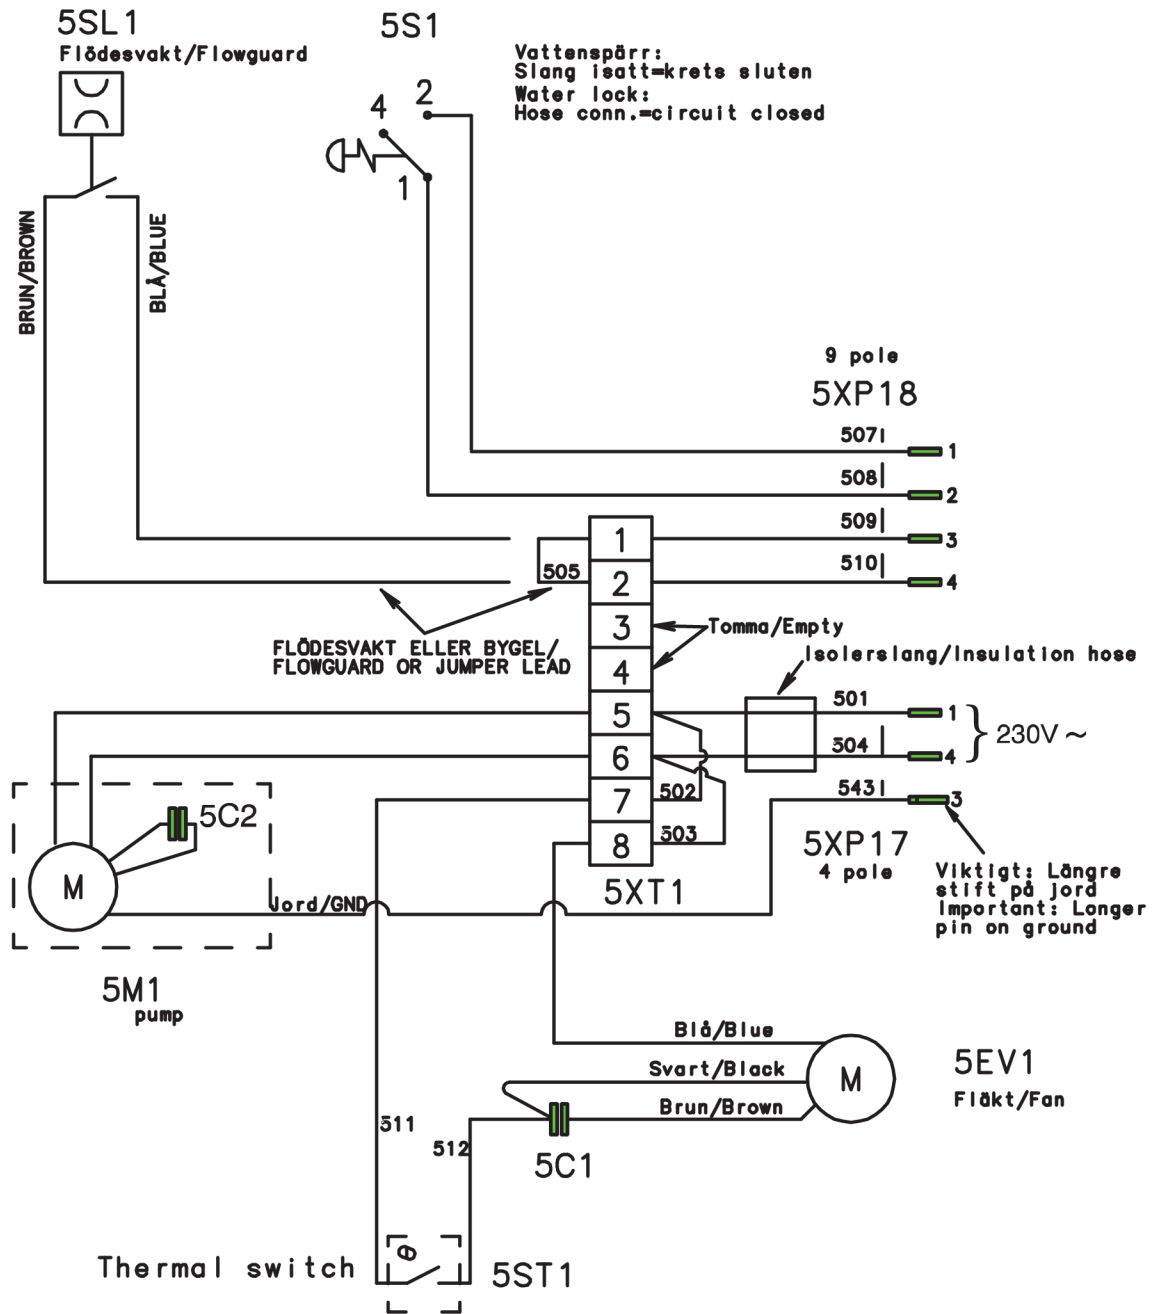 5SL1
Flödesvakt/Flowguard
5S1
Vattenspärr:
Slang isatt=krets sluten
Water lock:
Hose conn.=circuit closed
4
2
1
BRUN/BROWN
BLÅ/BLUE
9 pole
5XP18
507
1
508
2
509
3
510
4
1
2
3
4
5
6
7
8
505
FLÖDESVAKT ELLER BYGEL/
FLOWGUARD OR JUMPER LEAD
Tomma/Empty
Isolerslang/Insulation hose
501
1
504
4
230V ~
502
503
543
3
5XP17
4 pole
5XT1
Viktigt: Längre
stift på jord
Important: Longer
pin on ground
5C2
M
Jord/GND
5M1
pump
Blå/Blue
Svart/Black
Brun/Brown
M
5EV1
Fläkt/Fan
511
512
5C1
Thermal switch
θ
5ST1